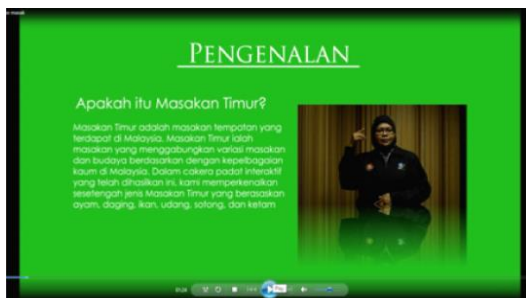 PENGENALAN
Apakah itu Masakan Timur?
Masakan Timur adalah masakan tempatan yang
terdapat di Malaysia. Masakan Timur ialah
masakan yang menggabungkan variasi masakan
dan budaya berdasarkan dengan kepelbagaian
kaum di Malaysia. Dalam cakera padat interaktif
yang telah dihasilkan ini, kami memperkenalkan
sesetengah jenis Masakan Timur yang berasaskan
ayam, daging, ikan, udang, sotong, dan ketam
Play